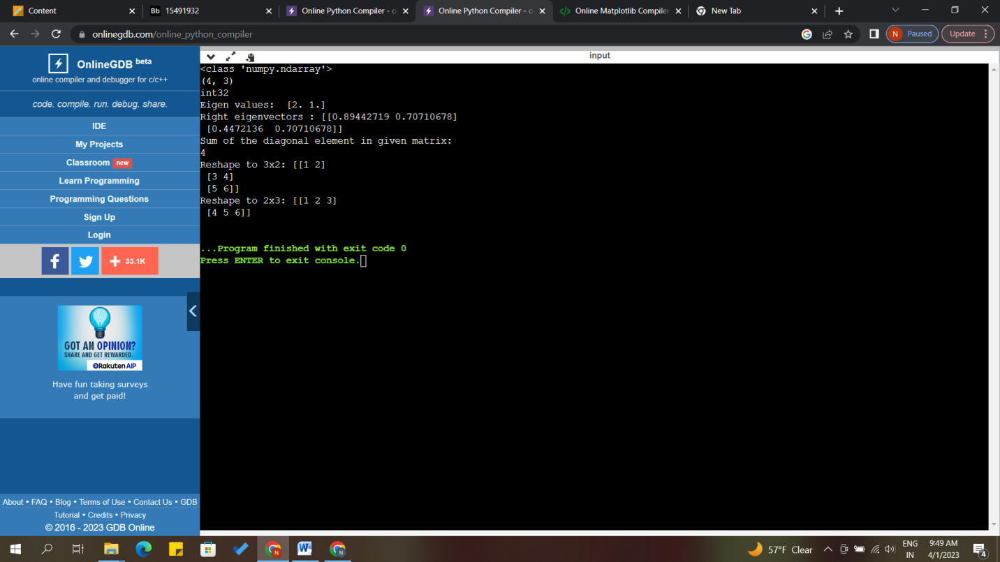 Content
15491932
Online Python Compiler - o
Online Python Compiler - o
Online Matplotlib Compiler
New Tab
onlinegdb.com/online_python_compiler
N Paused
Update
OnlineGDB beta
online compiler and debugger for c/c++
code. compile. run. debug. share.
IDE
My Projects
Classroom new
Learn Programming
Programming Questions
Sign Up
Login
33.1K
GOT AN OPINION?
SHARE AND GET REWARDED.
Rakuten AIP
Have fun taking surveys
and get paid!
About • FAQ • Blog • Terms of Use • Contact Us • GDB
Tutorial • Credits • Privacy
© 2016 - 2023 GDB Online
input
<class 'numpy.ndarray'>
(4, 3)
int32
Eigen values:  [2. 1.]
Right eigenvectors : [[0.89442719 0.70710678]
 [0.4472136  0.70710678]]
Sum of the diagonal element in given matrix:
4
Reshape to 3x2: [[1 2]
 [3 4]
 [5 6]]
Reshape to 2x3: [[1 2 3]
 [4 5 6]]
...Program finished with exit code 0
Press ENTER to exit console.
57°F Clear
ENG
IN
9:49 AM
4/1/2023
4